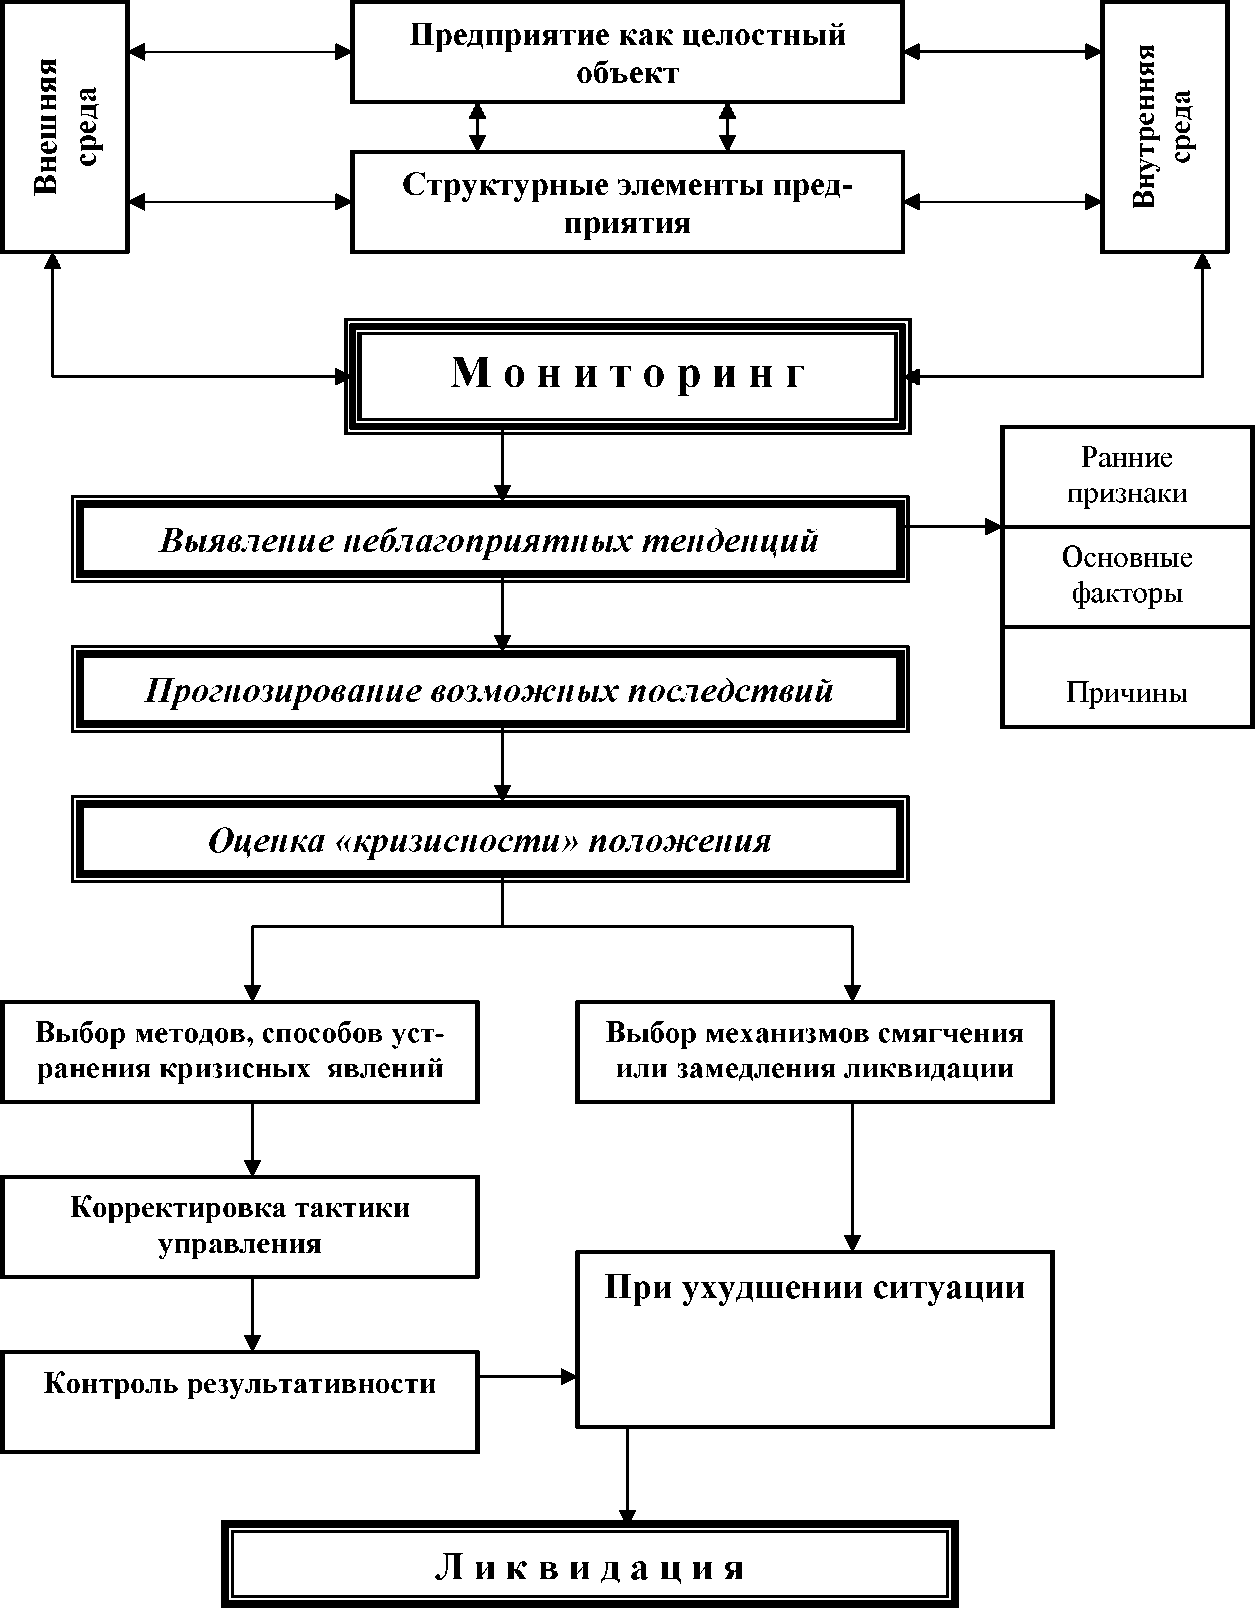 Внешняя
среда
Предприятие как целостный
объект
Внутренняя
среда
Структурные элементы пред-
приятия
Мониторинг
Ранние
признаки
Выявление неблагоприятных тенденций
Основные
факторы
Прогнозирование возможных последствий
Причины
Оценка «кризисности» положения
Выбор методов, способов уст-
ранения кризисных явлений
Выбор механизмов смягчения
или замедления ликвидации
Корректировка тактики
управления
При ухудшении ситуации
Контроль результативности
Ликвидация